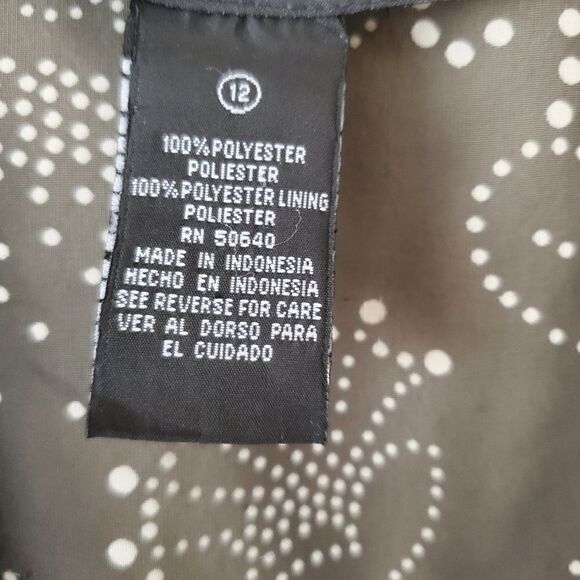 12
100% POLYESTER
POLIESTER
100% POLYESTER LINING
POLIESTER
RN 50640
MADE IN INDONESIA
HECHO EN INDONESIA
SEE REVERSE FOR CARE
VER AL DORSO PARA
EL CUIDADO